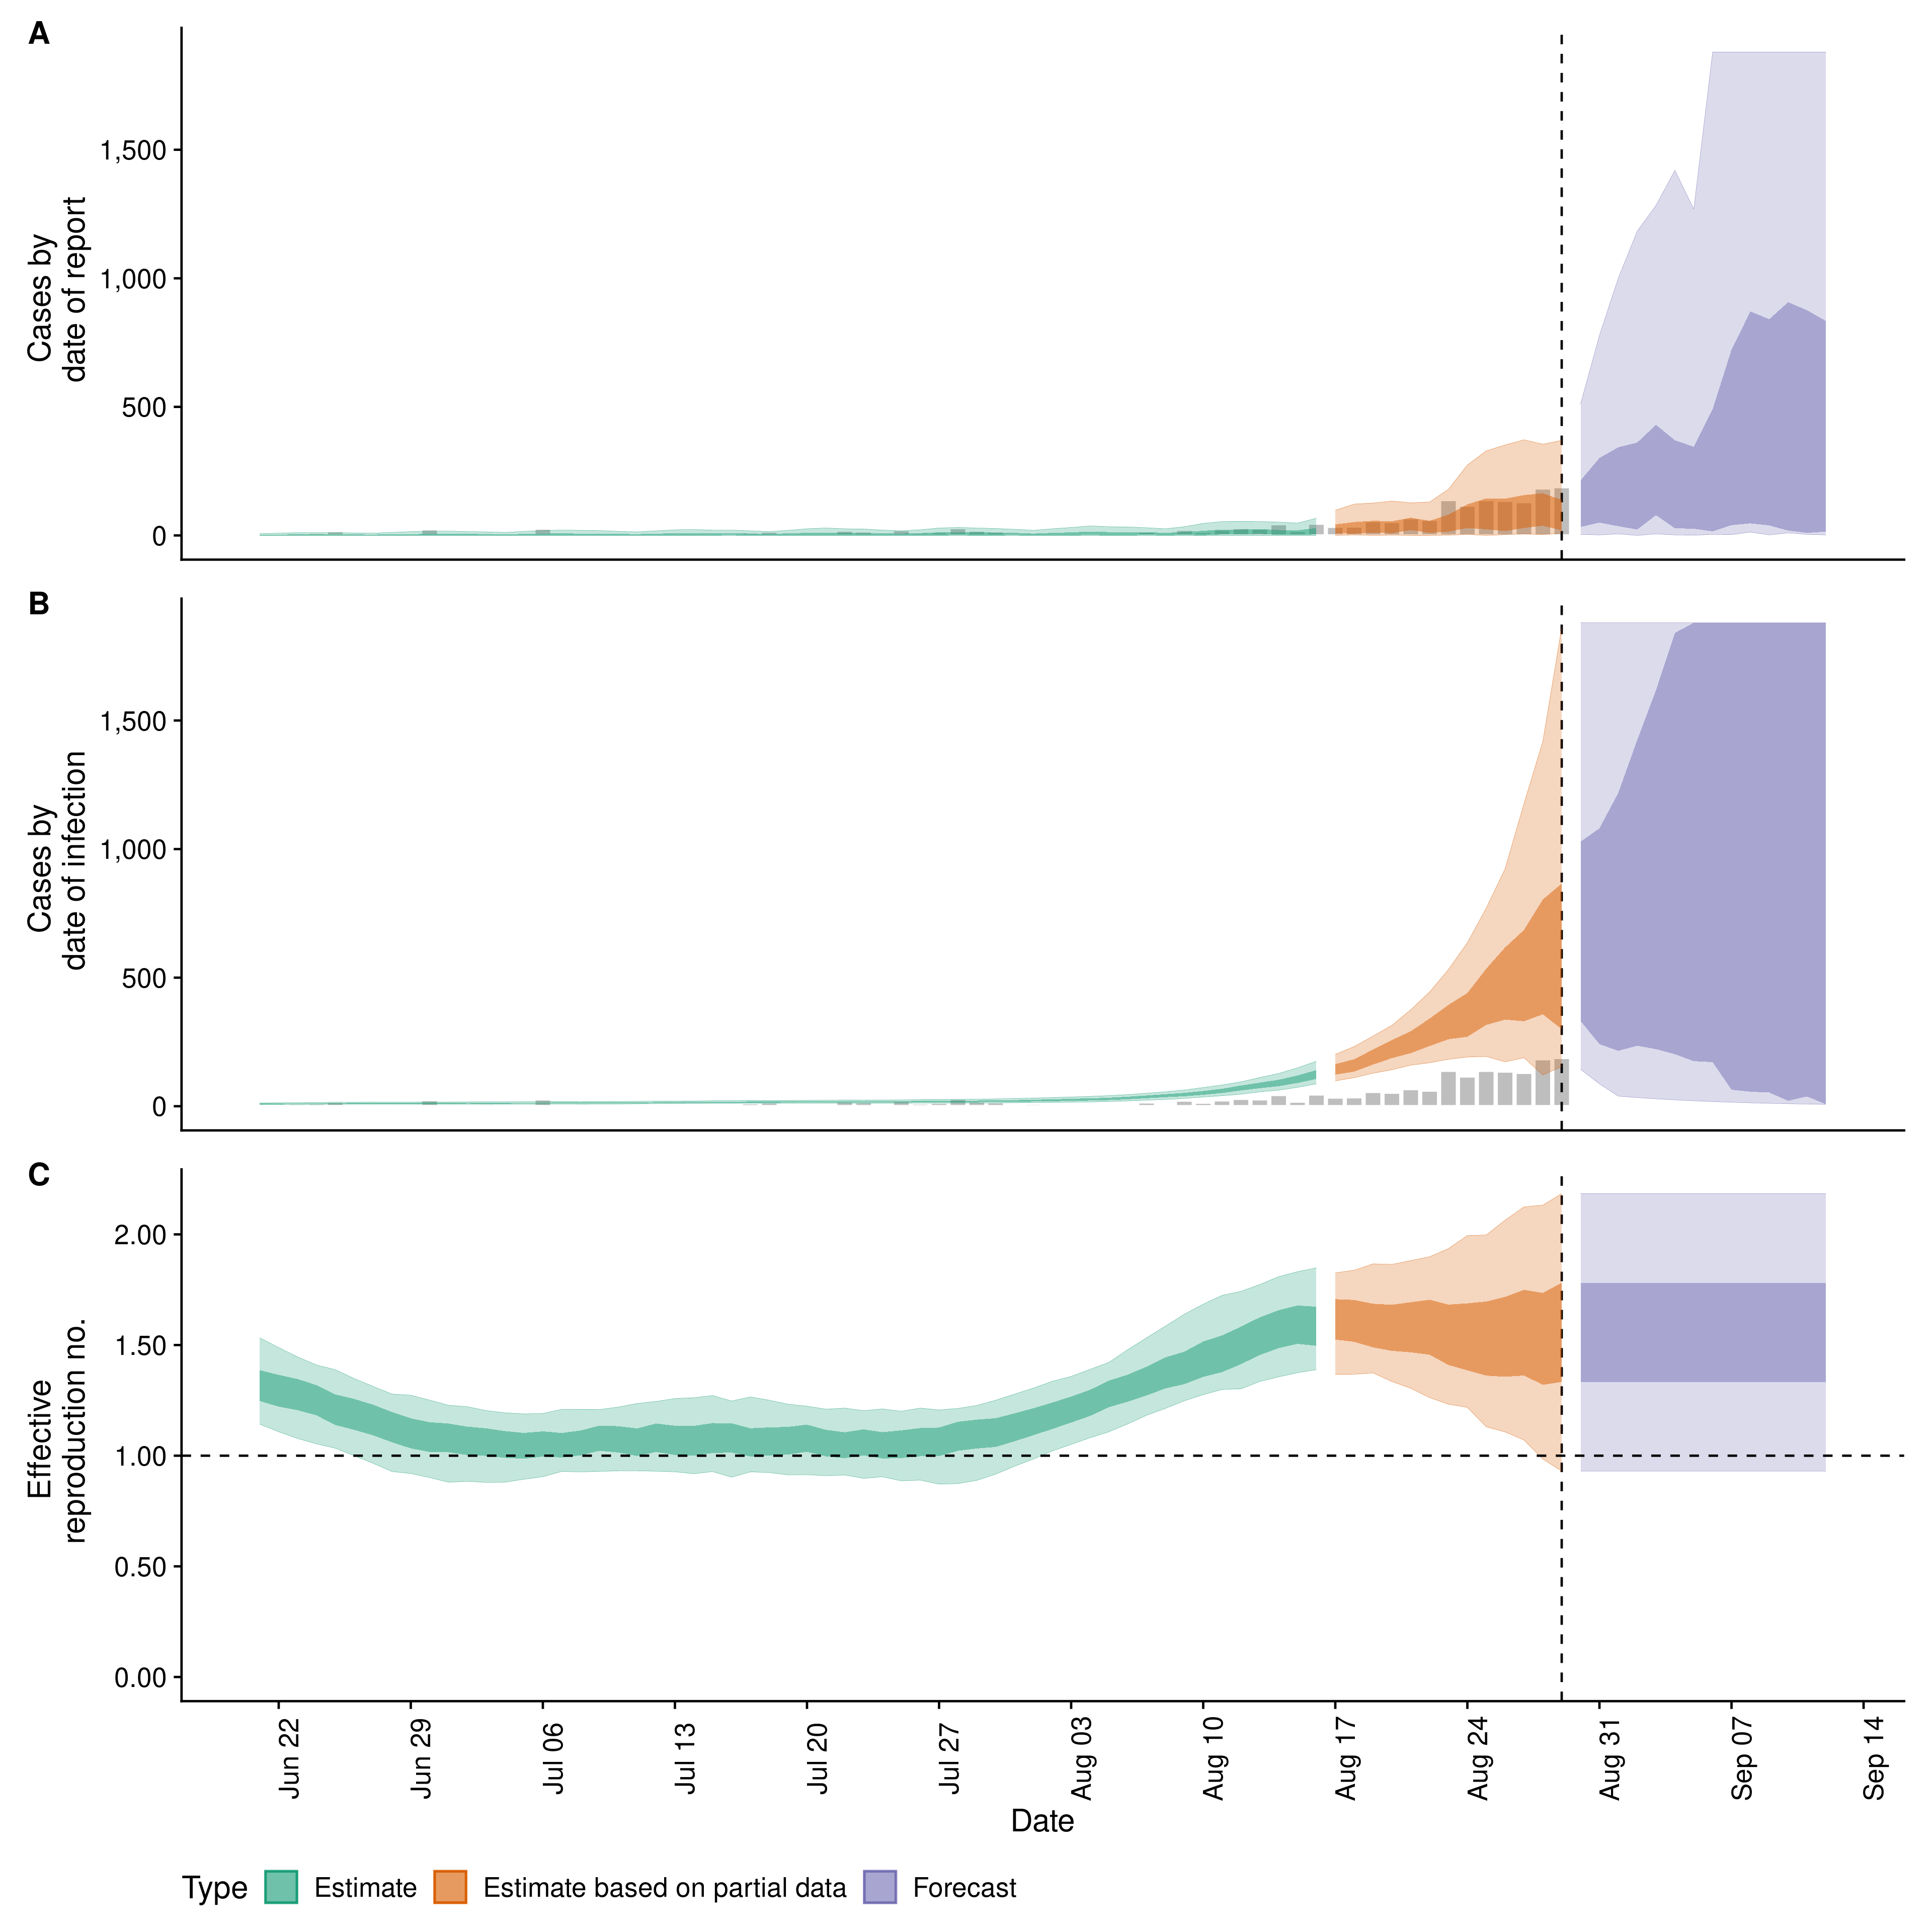 A
Cases by
date of report
1,500
1,000
500
0
B
Cases by
date of infection
1,500
1,000
500
0
C
Effective
reproduction no.
2.00
1.50
1.00
0.50
0.00
Jun 22
Jun 29
Jul 06
Jul 13
Jul 20
Jul 27
Aug 03
Aug 10
Aug 17
Aug 24
Aug 31
Sep 07
Sep 14
Date
Type
Estimate
Estimate based on partial data
Forecast